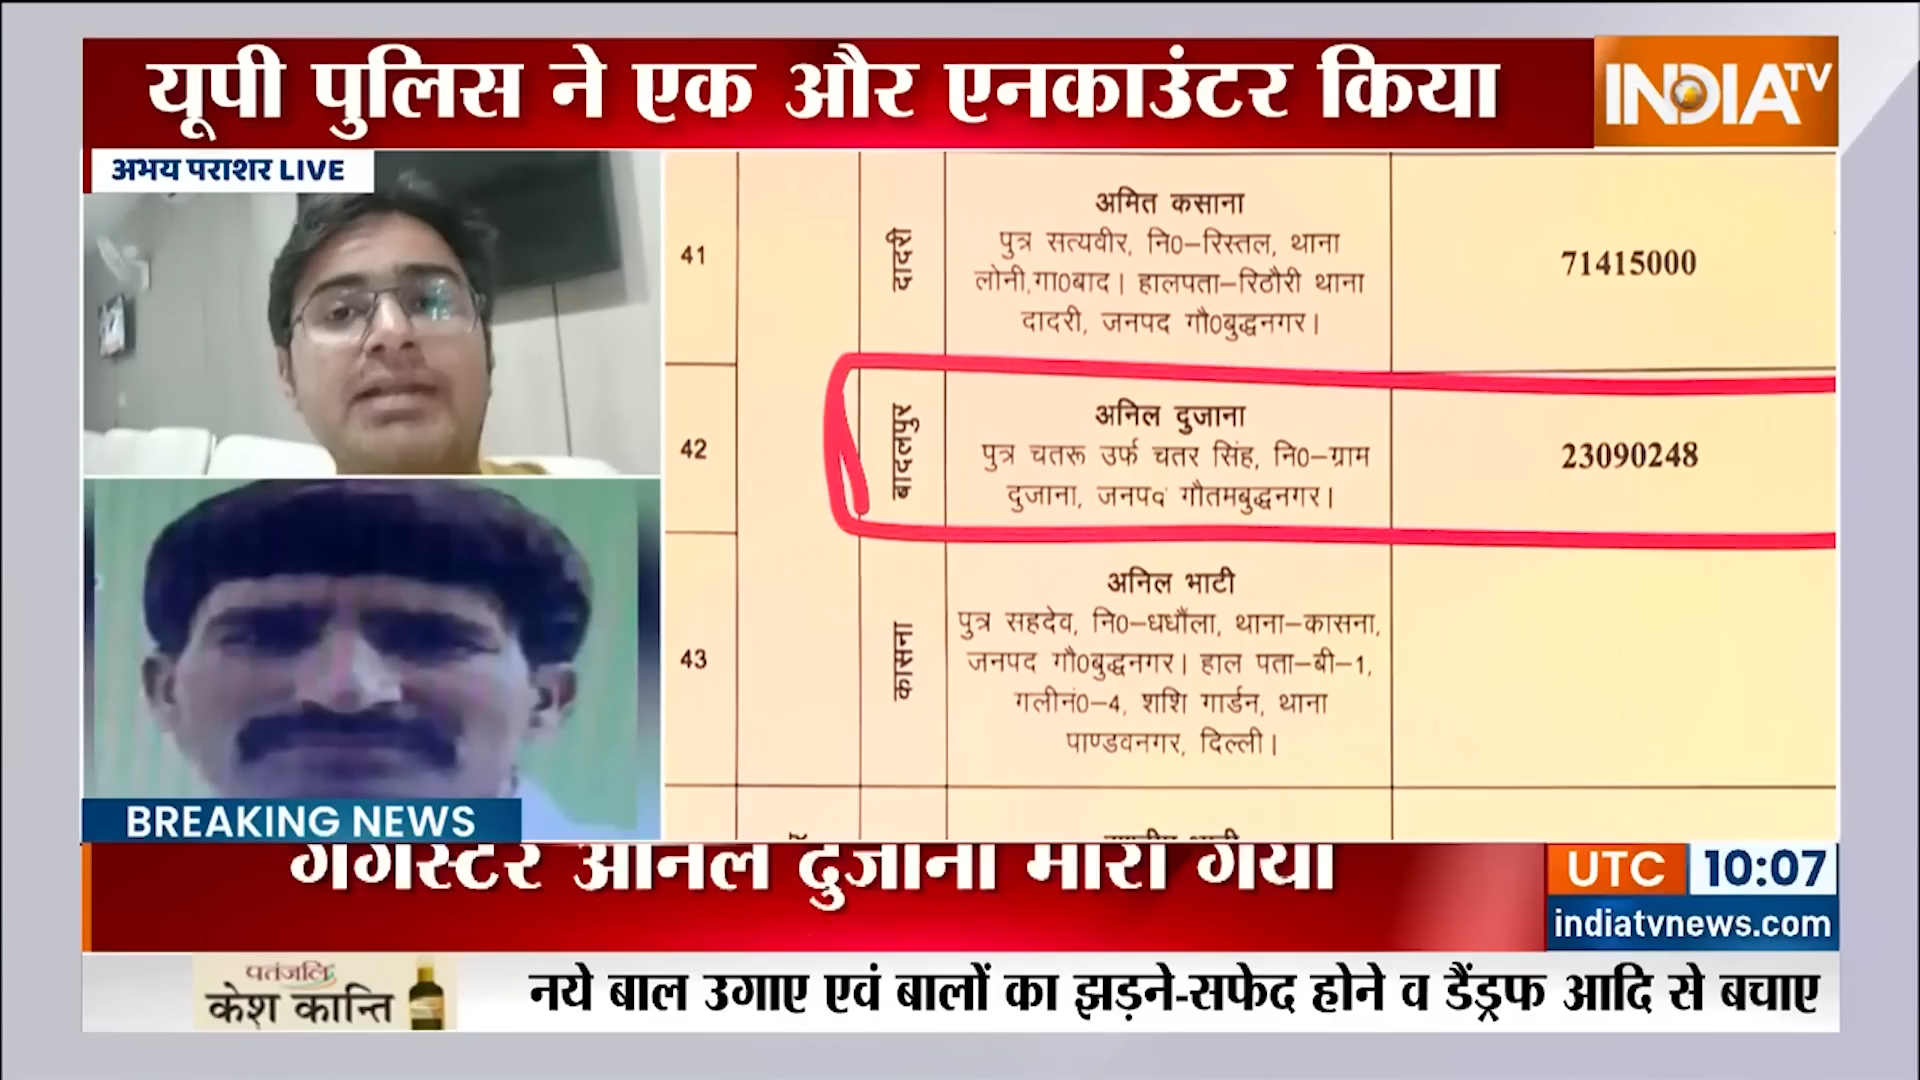 यूपी पुलिस ने एक और एनकाउंटर किया
INDIA TV
अभय पराशर LIVE
41
दादरी
अमित कसाना
पुत्र सत्यवीर, नि0-रिस्तल, थाना
लोनी,गा0बाद। हालपता-रिठौरी थाना
दादरी, जनपद गौ0बुद्धनगर।
71415000
42
बादलपुर
अनिल दुजाना
पुत्र चतरू उर्फ चतर सिंह, नि0-ग्राम
दुजाना, जनपद गौतमबुद्धनगर।
23090248
43
कासना
अनिल भाटी
पुत्र सहदेव, नि0-धधौंला, थाना-कासना,
जनपद गौ0बुद्धनगर। हाल पता-बी-1,
गलीनं0-4, शशि गार्डन, थाना
पाण्डवनगर, दिल्ली।
BREAKING NEWS
गैंगस्टर अनिल दुजाना मारा गया
UTC 10:07
indiatvnews.com
पतंजलि
केश कान्ति
नये बाल उगाए एवं बालों का झड़ने-सफेद होने व डैंड्रफ आदि से बचाए